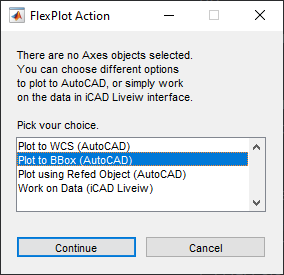 FlexPlot Action
There are no Axes objects selected.
You can choose different options
to plot to AutoCAD, or simply work
on the data in iCAD Liveiw interface.
Pick your choice.
Plot to WCS (AutoCAD)
Plot to BBox (AutoCAD)
Plot using Refed Object (AutoCAD)
Work on Data (iCAD Liveiw)
Continue
Cancel